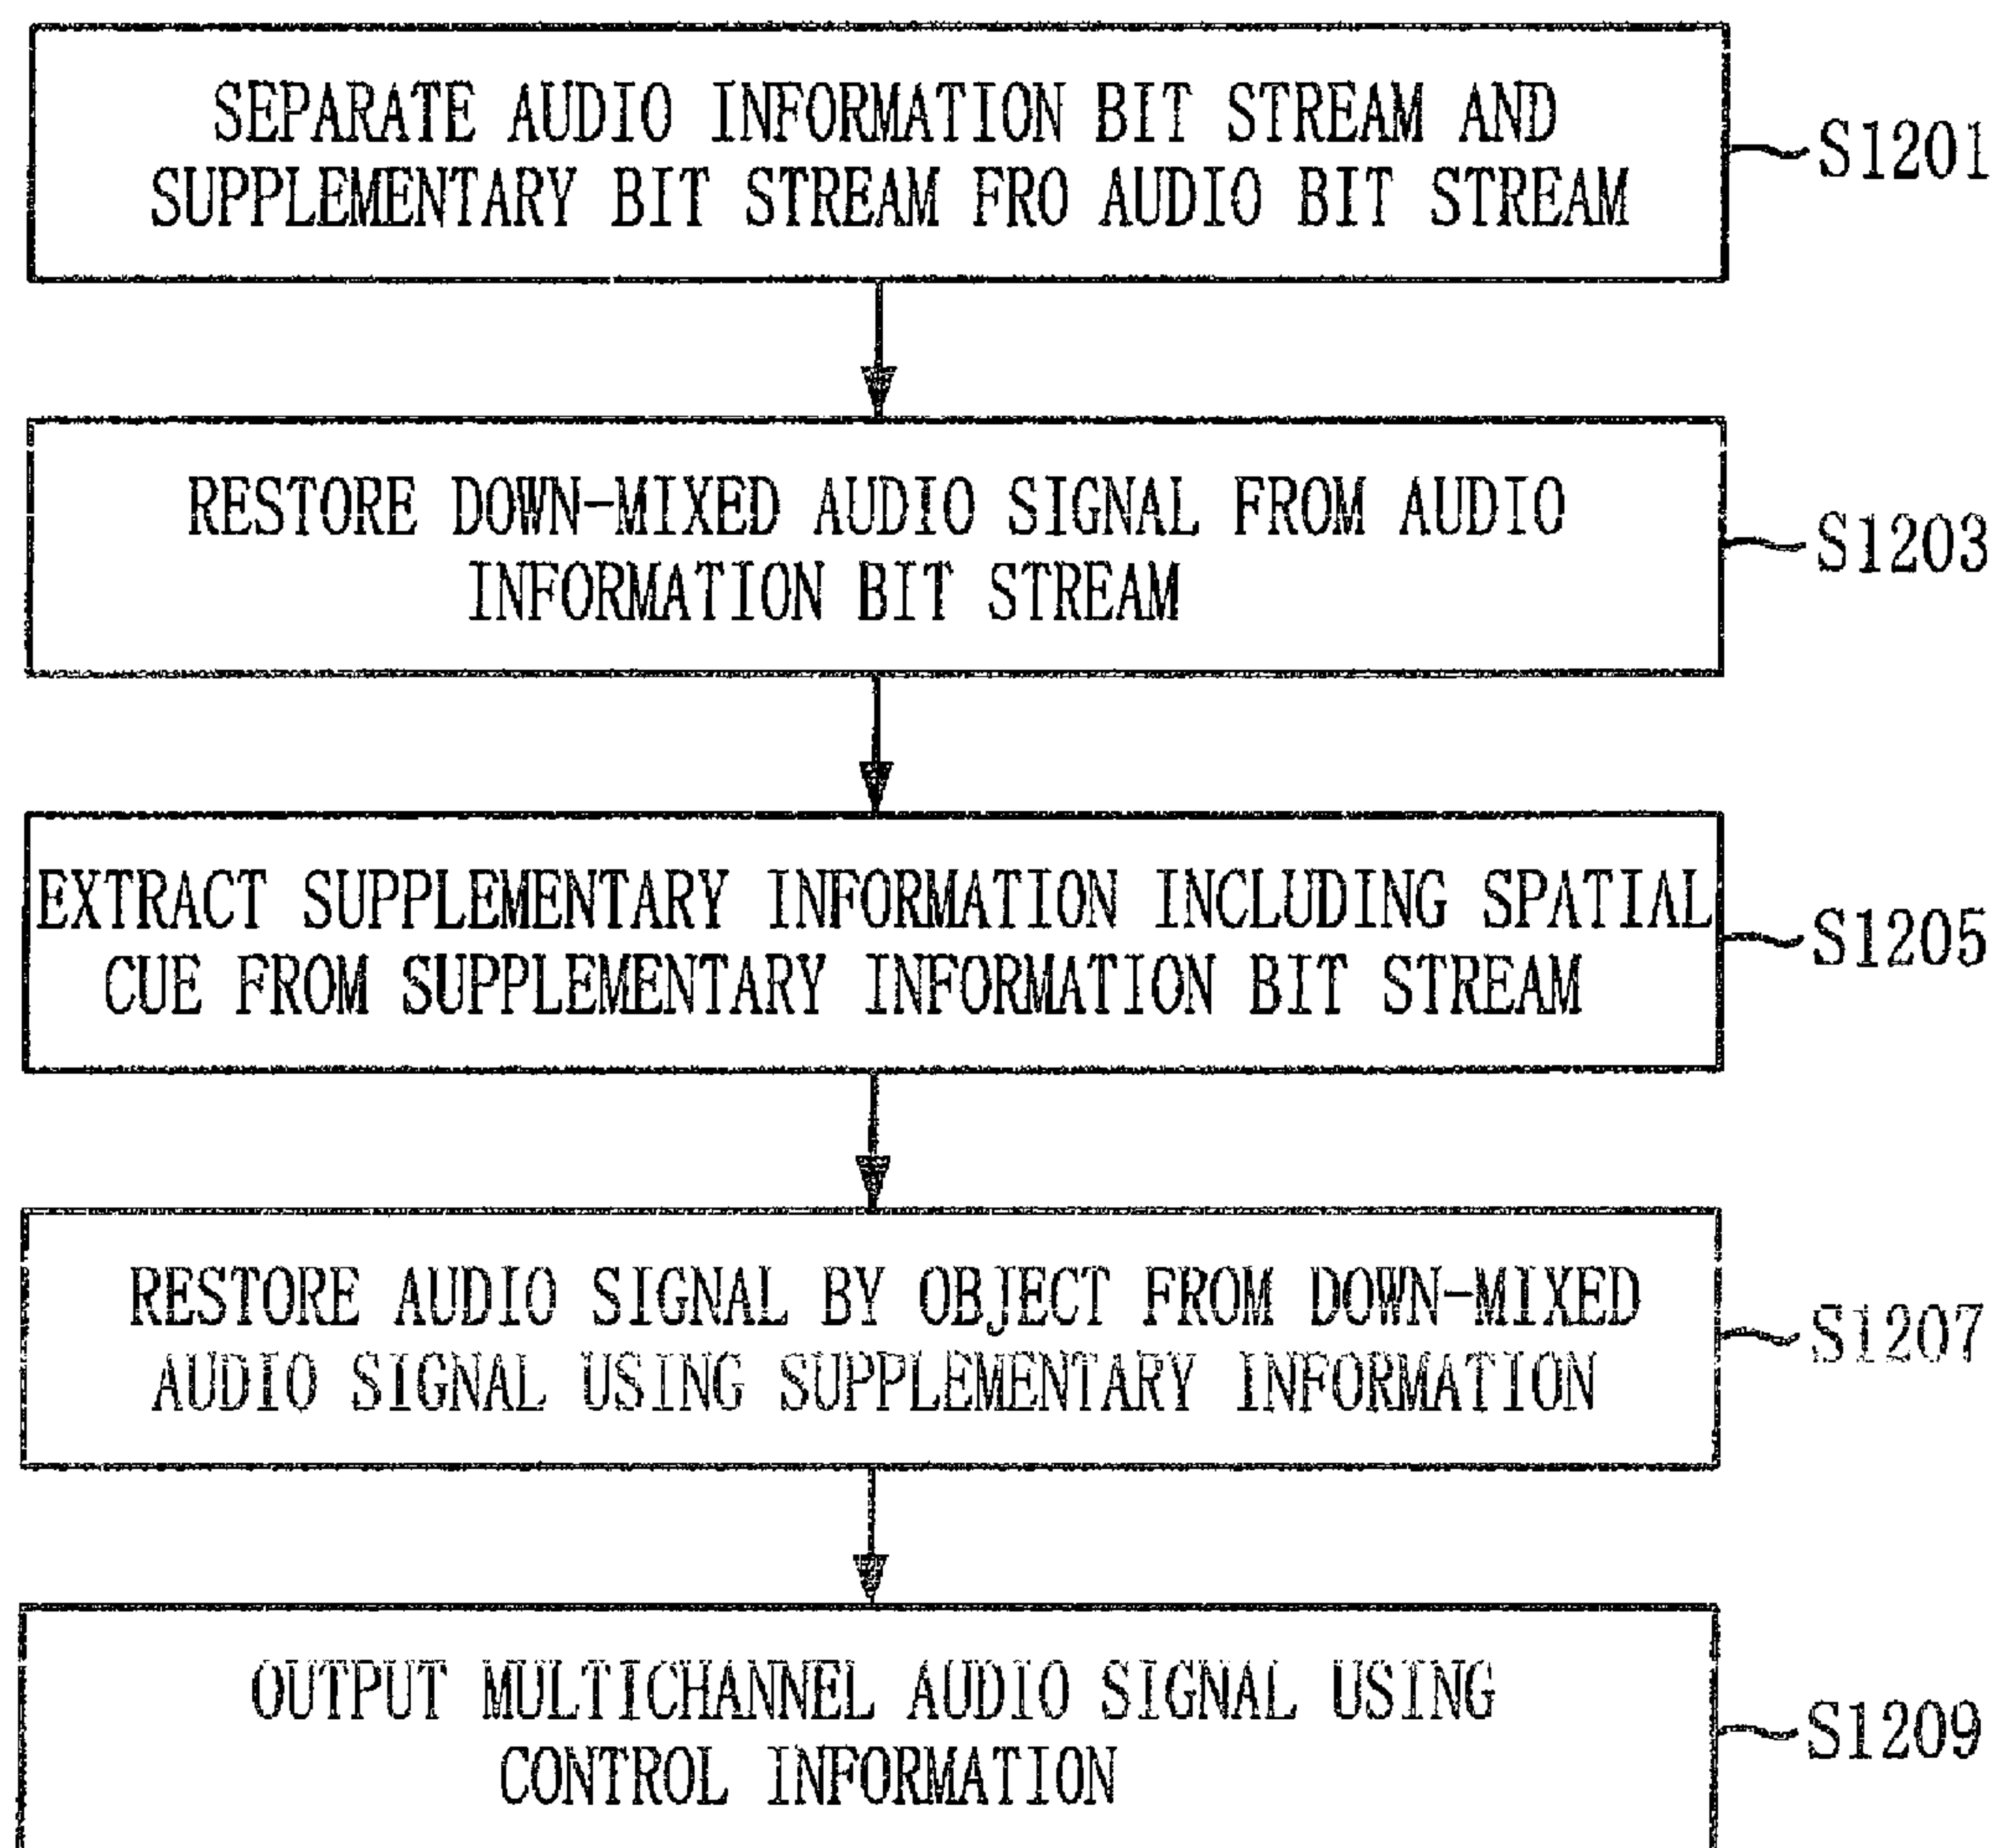 SEPARATE AUDIO INFORMATION BIT STREAM AND
SUPPLEMENTARY BIT STREAM FRO AUDIO BIT STREAM
S1201
RESTORE DOWN-MIXED AUDIO SIGNAL FROM AUDIO
INFORMATION BIT STREAM
S1203
EXTRACT SUPPLEMENTARY INFORMATION INCLUDING SPATIAL
CUE FROM SUPPLEMENTARY INFORMATION BIT STREAM
S1205
RESTORE AUDIO SIGNAL BY OBJECT FROM DOWN-MIXED
AUDIO SIGNAL USING SUPPLEMENTARY INFORMATION
S1207
OUTPUT MULTICHANNEL AUDIO SIGNAL USING
CONTROL INFORMATION
S1209